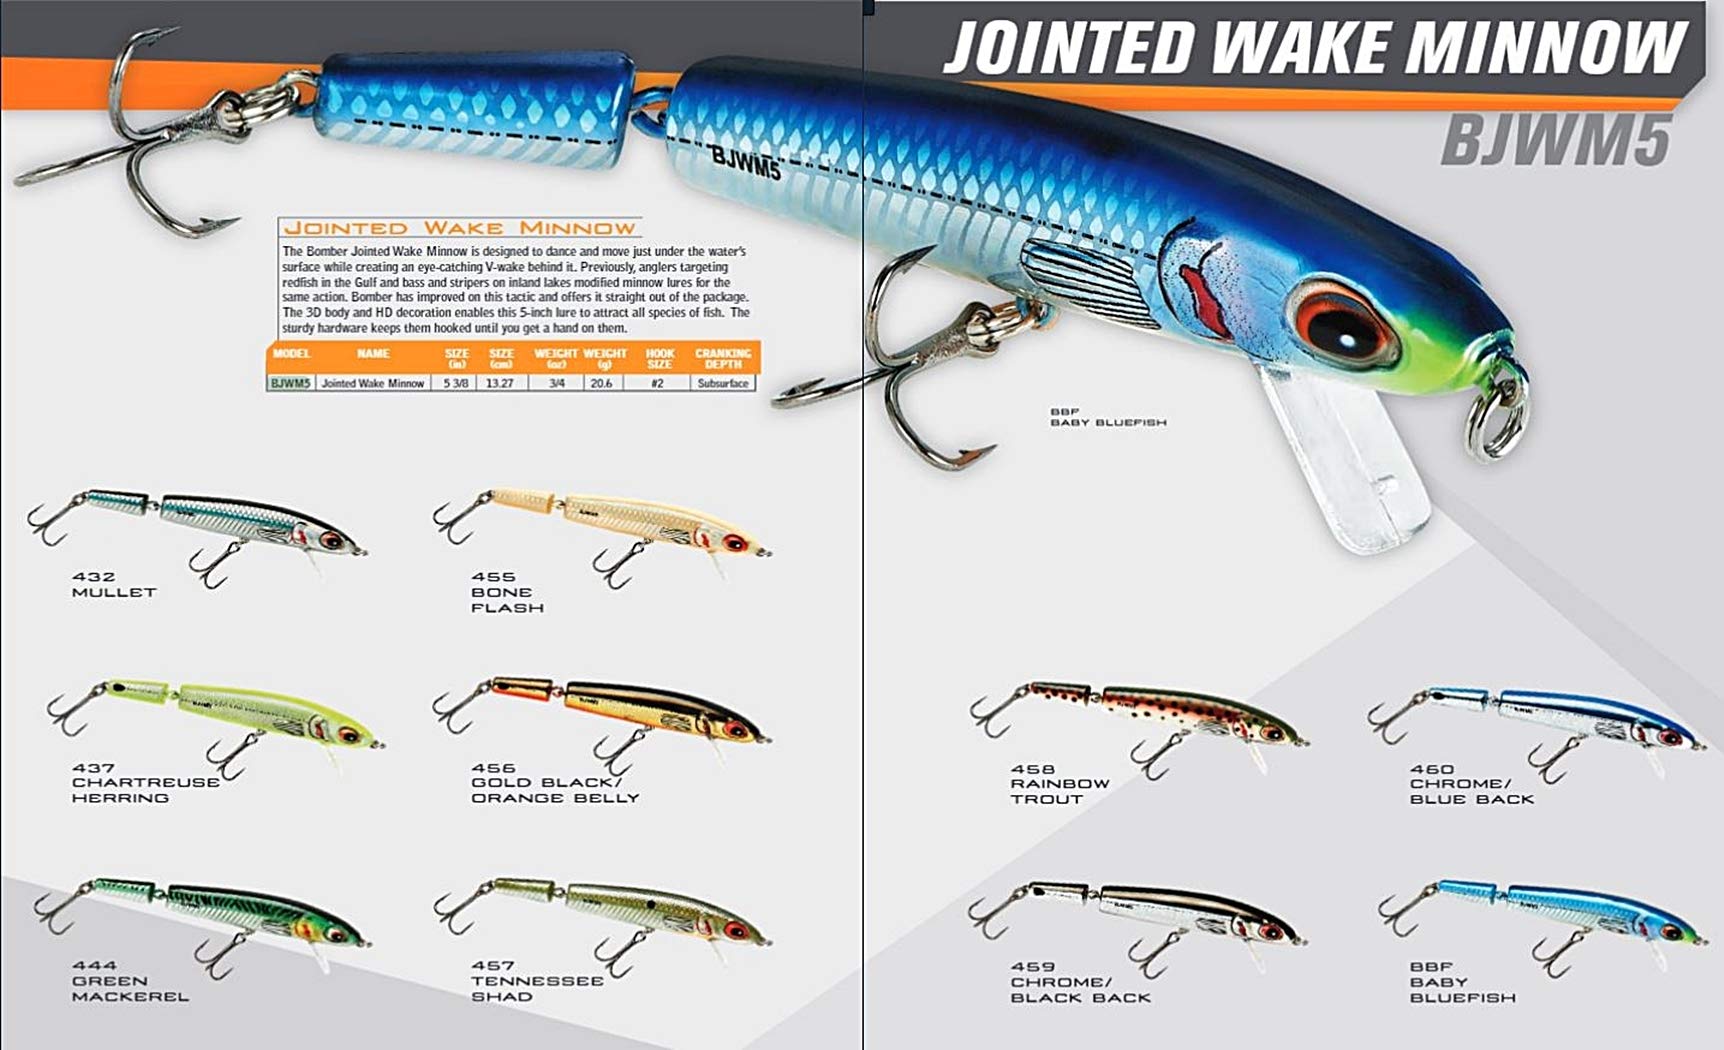 JOINTED WAKE MINNOW
BJWM5
BJWM5
JOINTED WAKE MINNOW
The Bomber Jointed Wake Minnow is designed to dance and move just under the water's
surface while creating an eye-catching V-wake behind it. Previously, anglers targeting
redfish in the Gulf and bass and stripers on inland lakes modified minnow lures for the
same action. Bomber has improved on this tactic and offers it straight out of the package.
The 3D body and HD decoration enables this 5-inch lure to attract all species of fish. The
sturdy hardware keeps them hooked until you get a hand on them.
MODEL NAME SIZE (in) SIZE (cm) WEIGHT (oz) WEIGHT (g) HOOK SIZE CRANKING DEPTH
BJWM5 Jointed Wake Minnow 5 3/8 13.27 3/4 20.6 #2 Subsurface
BBF
BABY BLUEFISH
432
MULLET
455
BONE
FLASH
437
CHARTREUSE
HERRING
456
GOLD BLACK/
ORANGE BELLY
458
RAINBOW
TROUT
460
CHROME/
BLUE BACK
444
GREEN
MACKEREL
457
TENNESSEE
SHAD
459
CHROME/
BLACK BACK
BBF
BABY
BLUEFISH